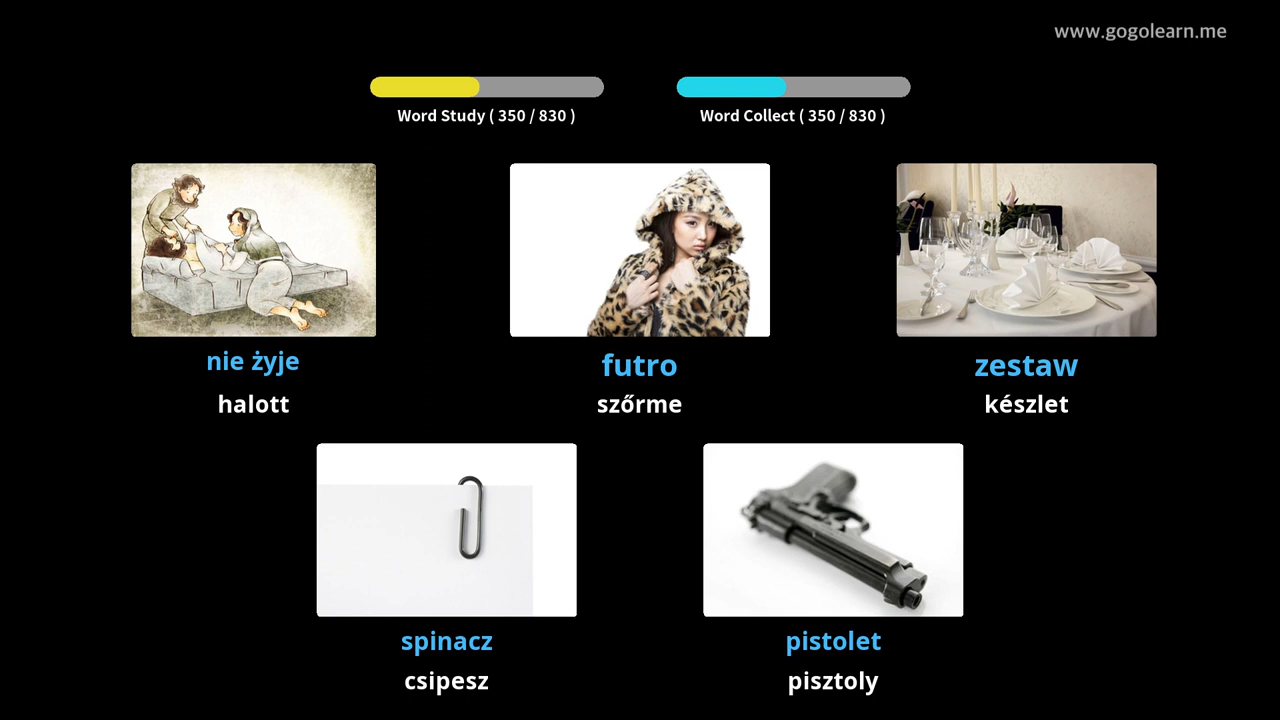 www.gogolearn.me
Word Study ( 350 / 830 )
Word Collect ( 350 / 830 )
nie żyje
halott
futro
szőrme
zestaw
készlet
spinacz
csipesz
pistolet
pisztoly